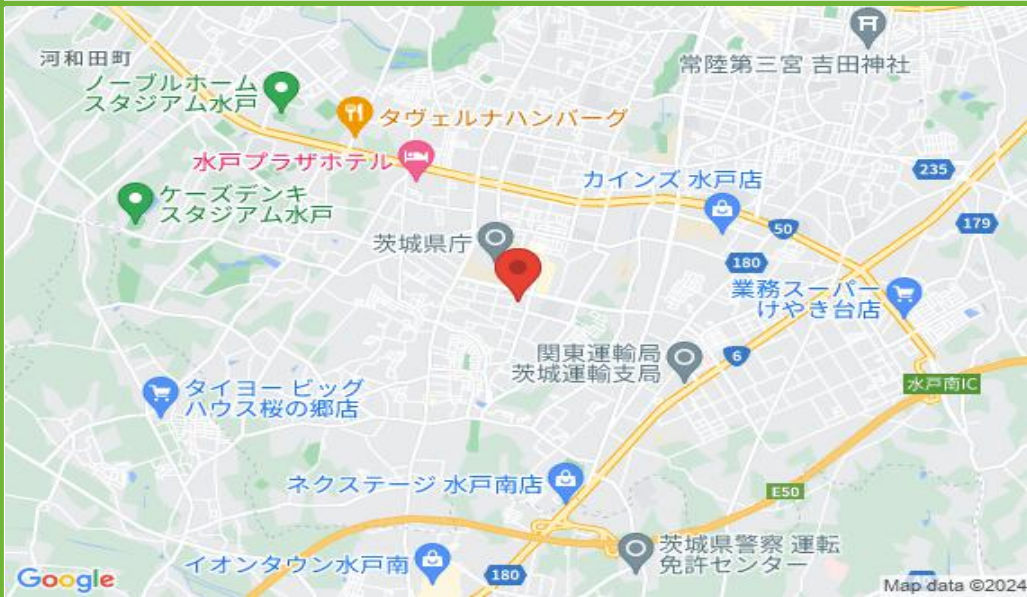 河和田町
ノーブルホーム
スタジアム水戸
タヴェルナハンバーグ
常陸第三宮 吉田神社
水戸プラザホテル
カインズ 水戸店
235
ケーズデンキ
スタジアム水戸
179
50
茨城県庁
180
業務スーパー
けやき台店
関東運輸局
茨城運輸支局
6
水戸南IC
タイヨー ビッグ
ハウス桜の郷店
ネクステージ 水戸南店
E50
茨城県警察 運転
免許センター
イオンタウン水戸南
180
Google
Map data ©2024